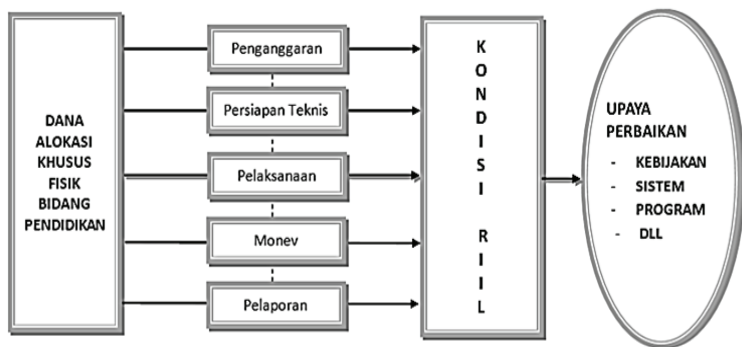 DANA
ALOKASI
KHUSUS
FISIK
BIDANG
PENDIDIKAN
Penganggaran
Persiapan Teknis
Pelaksanaan
Monev
Pelaporan
K
O
N
D
I
S
I
R
I
I
L
UPAYA
PERBAIKAN
- KEBIJAKAN
- SISTEM
- PROGRAM
- DLL